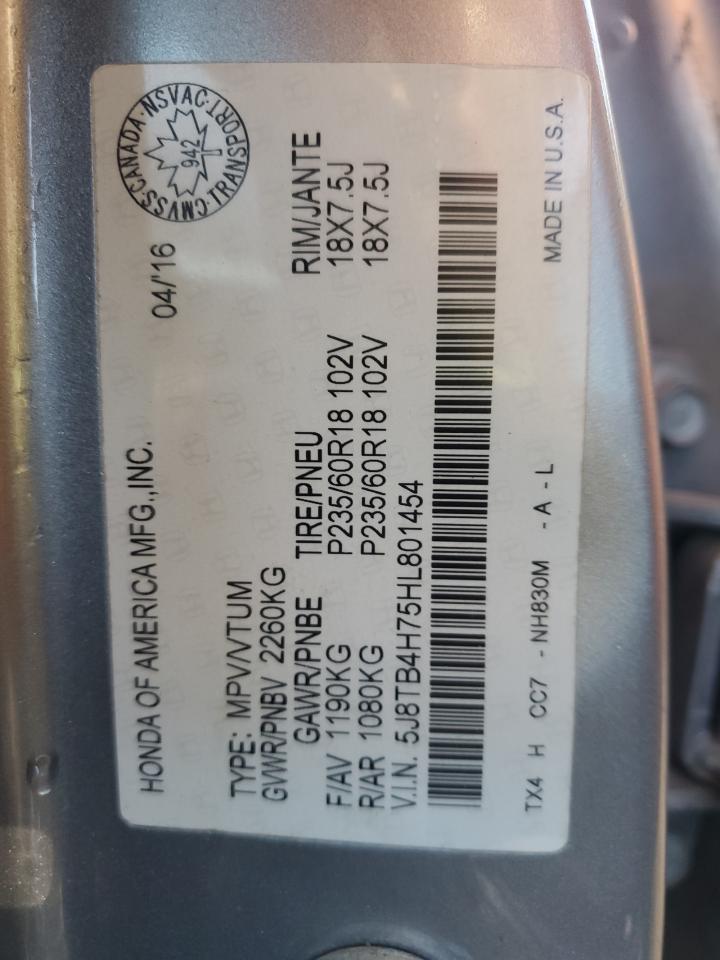 HONDA OF AMERICA MFG.,INC. 04/'16
CMVSS·CANADA·NSVAC·TRANSPORT·
942
TYPE: MPV/VTUM
GVWR/PNBV 2260KG
GAWR/PNBE TIRE/PNEU RIM/JANTE
F/AV 1190KG P235/60R18 102V 18X7.5J
R/AR 1080KG P235/60R18 102V 18X7.5J
V.I.N. 5J8TB4H75HL801454
TX4 H CC7 - NH830M - A - L MADE IN U.S.A.